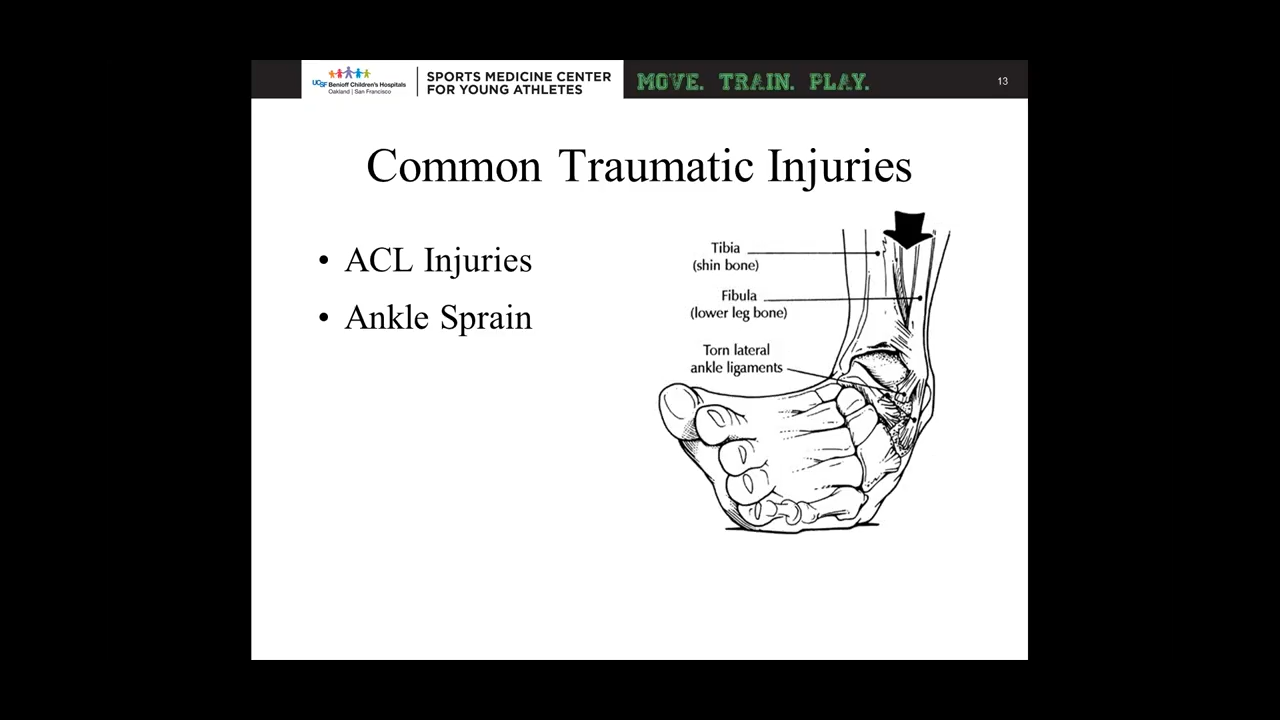 UCSF Benioff Children's Hospitals
Oakland | San Francisco
SPORTS MEDICINE CENTER
FOR YOUNG ATHLETES
MOVE. TRAIN. PLAY.
13
Common Traumatic Injuries
• ACL Injuries
• Ankle Sprain
Tibia
(shin bone)
Fibula
(lower leg bone)
Torn lateral
ankle ligaments